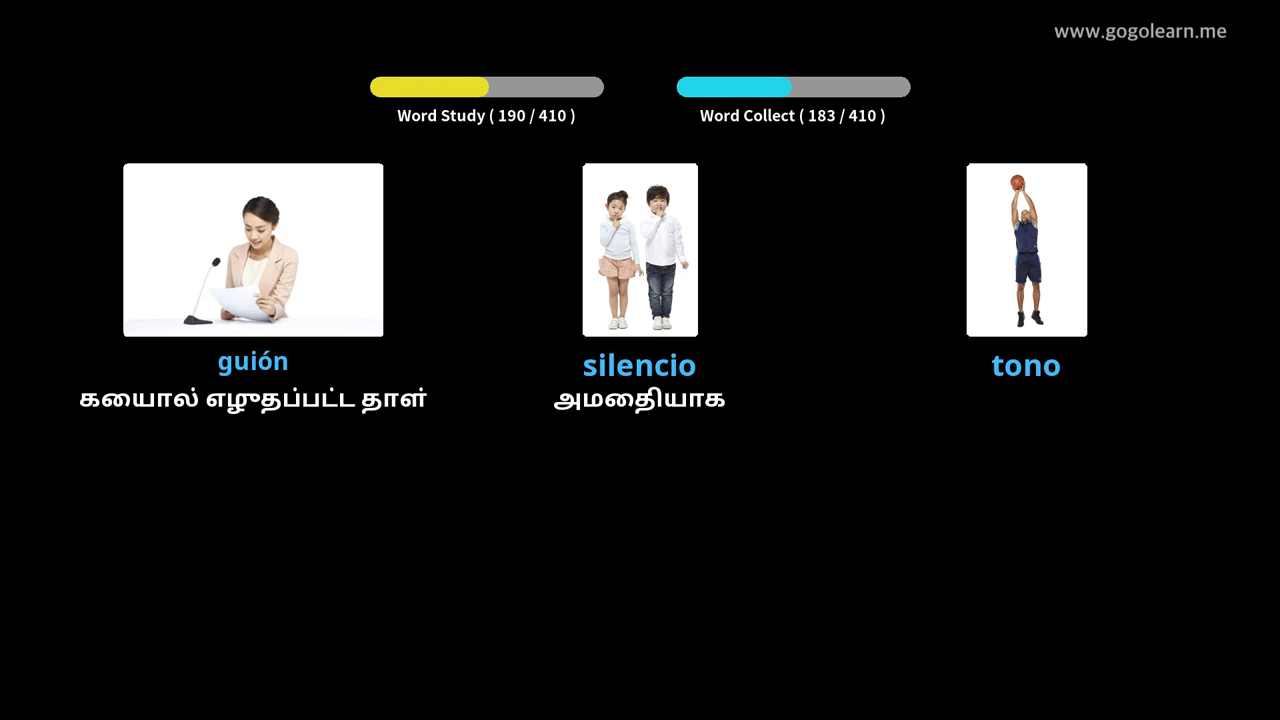 www.gogolearn.me
Word Study ( 190 / 410 )
Word Collect ( 183 / 410 )
guión
கையால் எழுதப்பட்ட தாள்
silencio
அமைதியாக
tono